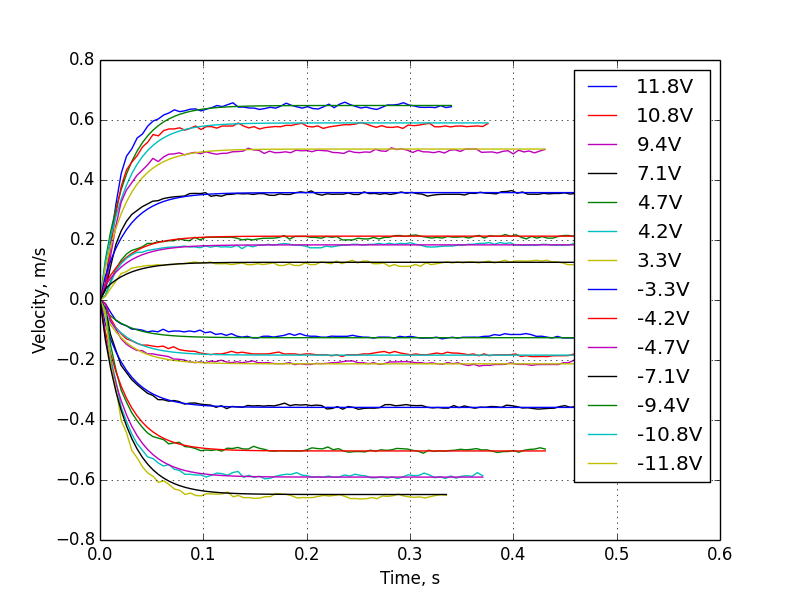 0.8
0.6
0.4
0.2
0.0
−0.2
−0.4
−0.6
−0.8
Velocity, m/s
0.0 0.1 0.2 0.3 0.4 0.5 0.6
Time, s
11.8V
10.8V
9.4V
7.1V
4.7V
4.2V
3.3V
-3.3V
-4.2V
-4.7V
-7.1V
-9.4V
-10.8V
-11.8V